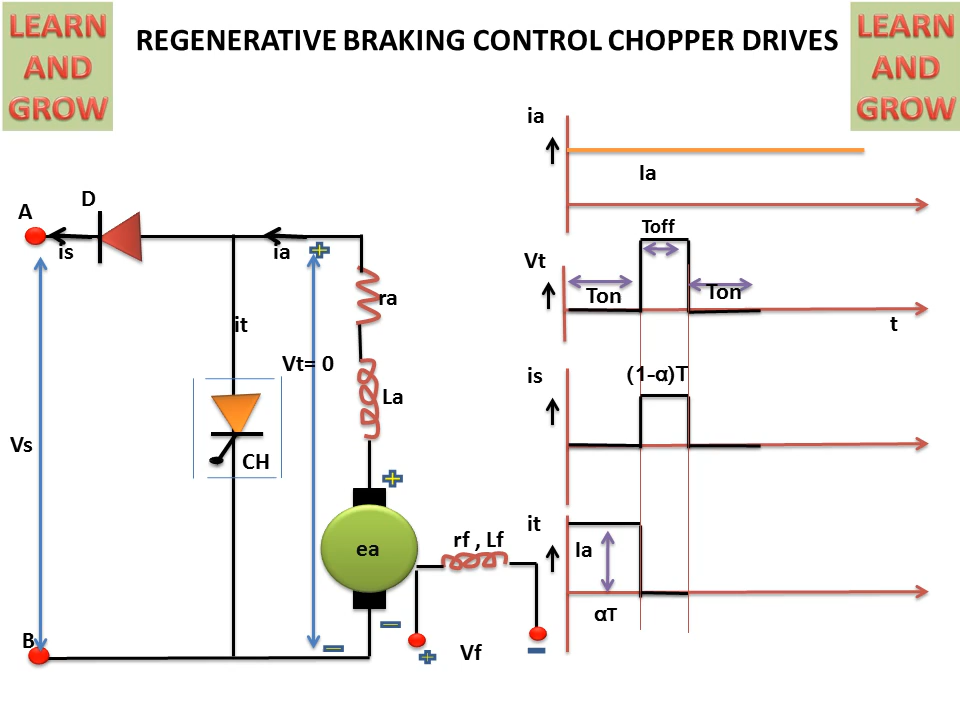 LEARN
AND
GROW
REGENERATIVE BRAKING CONTROL CHOPPER DRIVES
LEARN
AND
GROW
A
D
is
ia
+
it
ra
Vt= 0
La
Vs
CH
+
ea
rf , Lf
B
−
−
+
Vf
−
ia
Ia
Toff
Vt
Ton
Ton
t
(1-α)T
is
it
Ia
αT